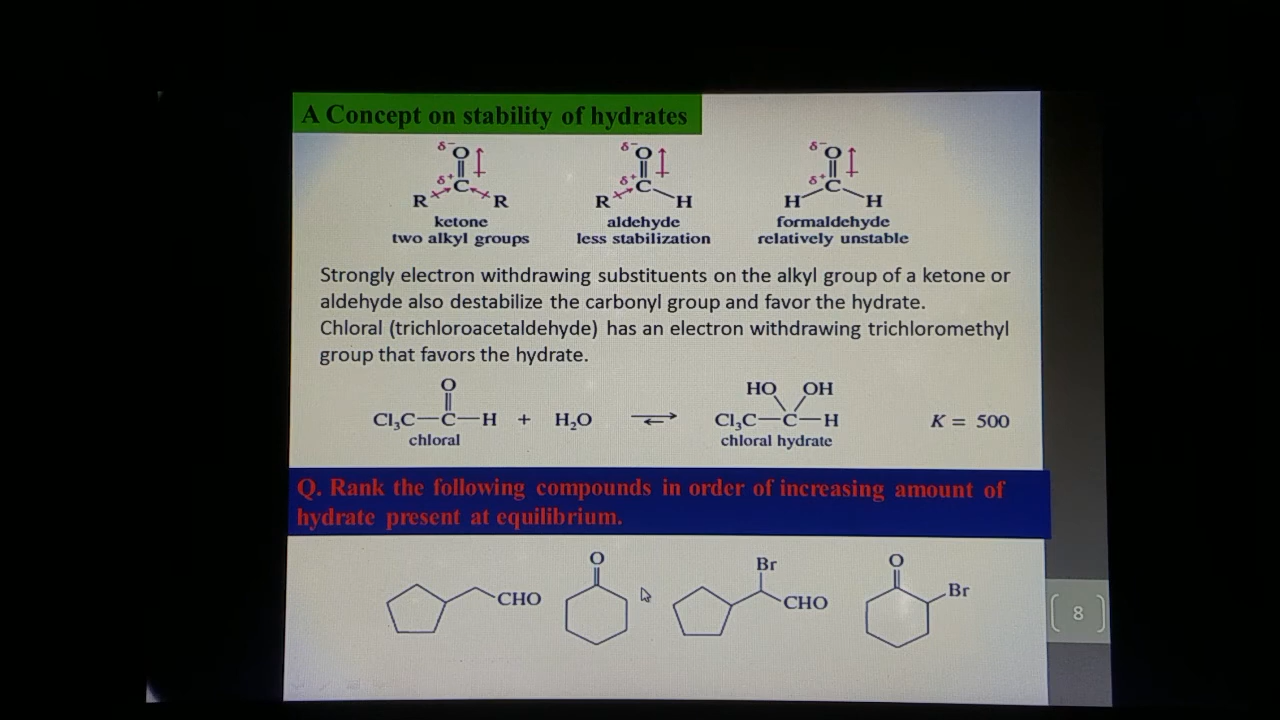 A Concept on stability of hydrates
δ⁻ O δ⁻ O δ⁻ O
δ⁺ C δ⁺ C δ⁺ C
R R R H H H
ketone aldehyde formaldehyde
two alkyl groups less stabilization relatively unstable
Strongly electron withdrawing substituents on the alkyl group of a ketone or
aldehyde also destabilize the carbonyl group and favor the hydrate.
Chloral (trichloroacetaldehyde) has an electron withdrawing trichloromethyl
group that favors the hydrate.
O HO OH
Cl₃C—C—H + H₂O ⇌ Cl₃C—C—H K = 500
chloral chloral hydrate
Q. Rank the following compounds in order of increasing amount of
hydrate present at equilibrium.
O Br O
CHO CHO Br
8